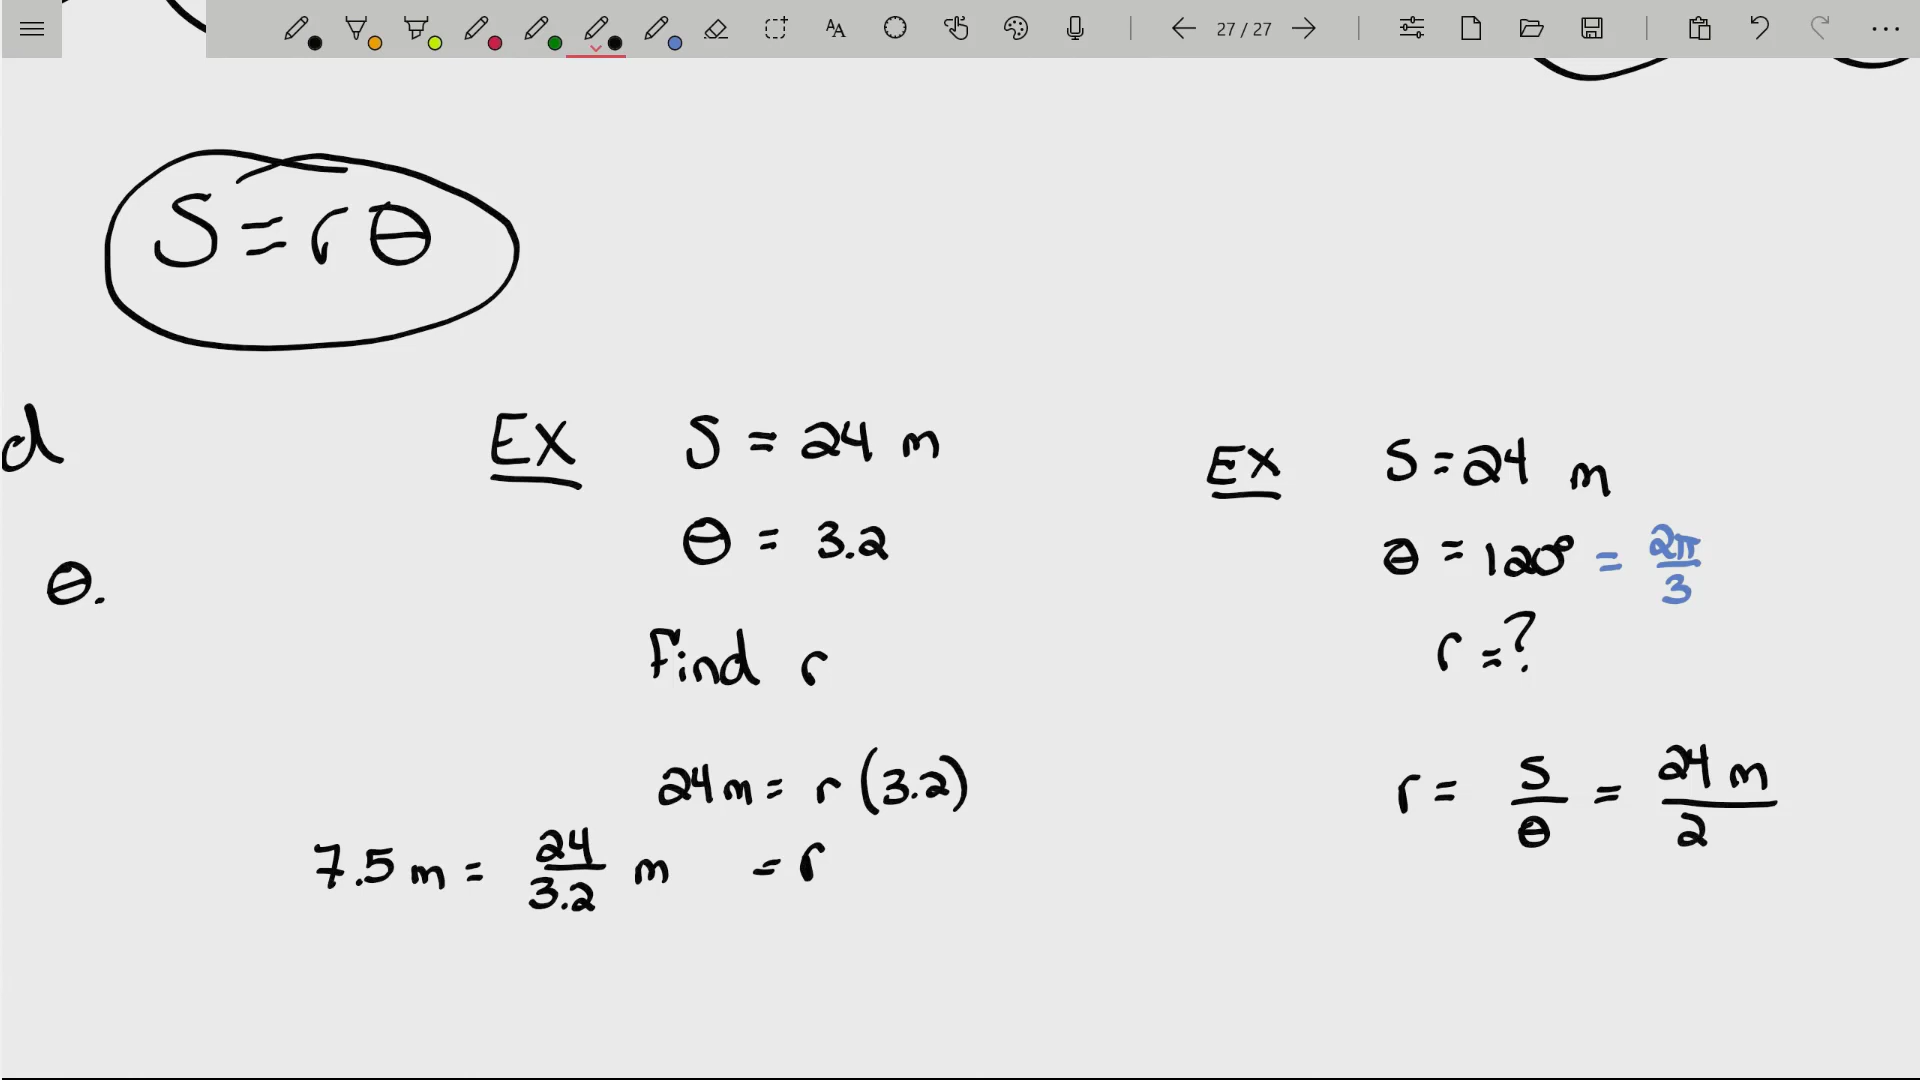 27 / 27
S = rθ
d
θ.
EX S = 24 m
θ = 3.2
Find r
24 m = r (3.2)
7.5 m = 24/3.2 m = r
EX S = 24 m
θ = 120° = 2π/3
r = ?
r = S/θ = 24 m/2